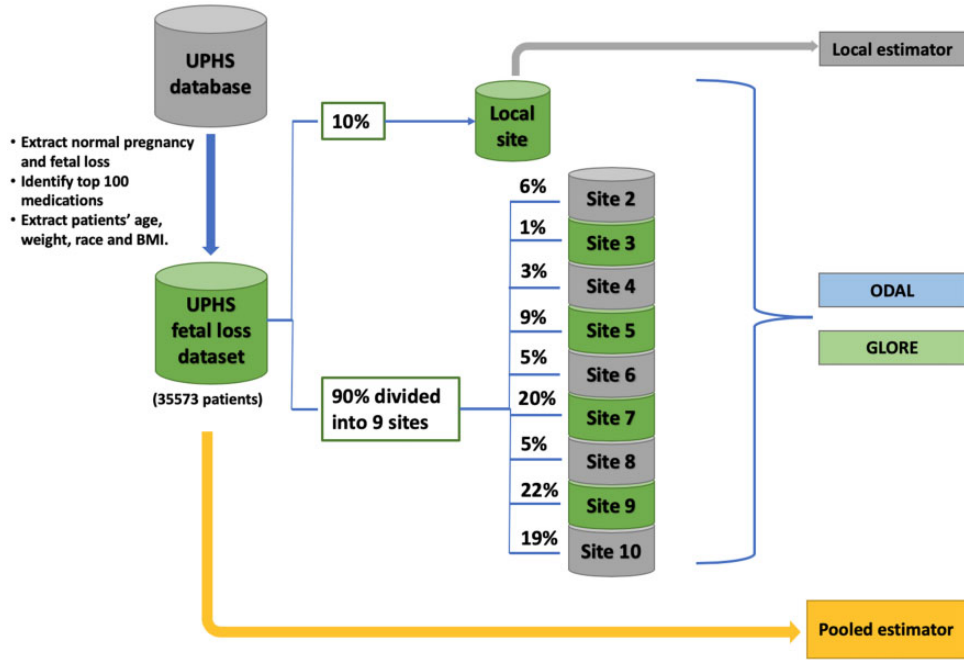 UPHS
database
• Extract normal pregnancy
and fetal loss
• Identify top 100
medications
• Extract patients' age,
weight, race and BMI.
UPHS
fetal loss
dataset
(35573 patients)
10%
90% divided
into 9 sites
Local
site
6%
Site 2
1%
Site 3
3%
Site 4
9%
Site 5
5%
Site 6
20%
Site 7
5%
Site 8
22%
Site 9
19%
Site 10
Local estimator
ODAL
GLORE
Pooled estimator